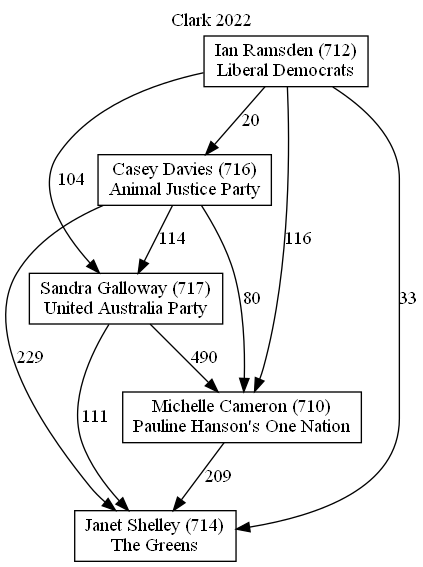 Clark 2022
Ian Ramsden (712)
Liberal Democrats
20
Casey Davies (716)
Animal Justice Party
104
114
116
Sandra Galloway (717)
United Australia Party
80
33
229
490
111
Michelle Cameron (710)
Pauline Hanson's One Nation
209
Janet Shelley (714)
The Greens